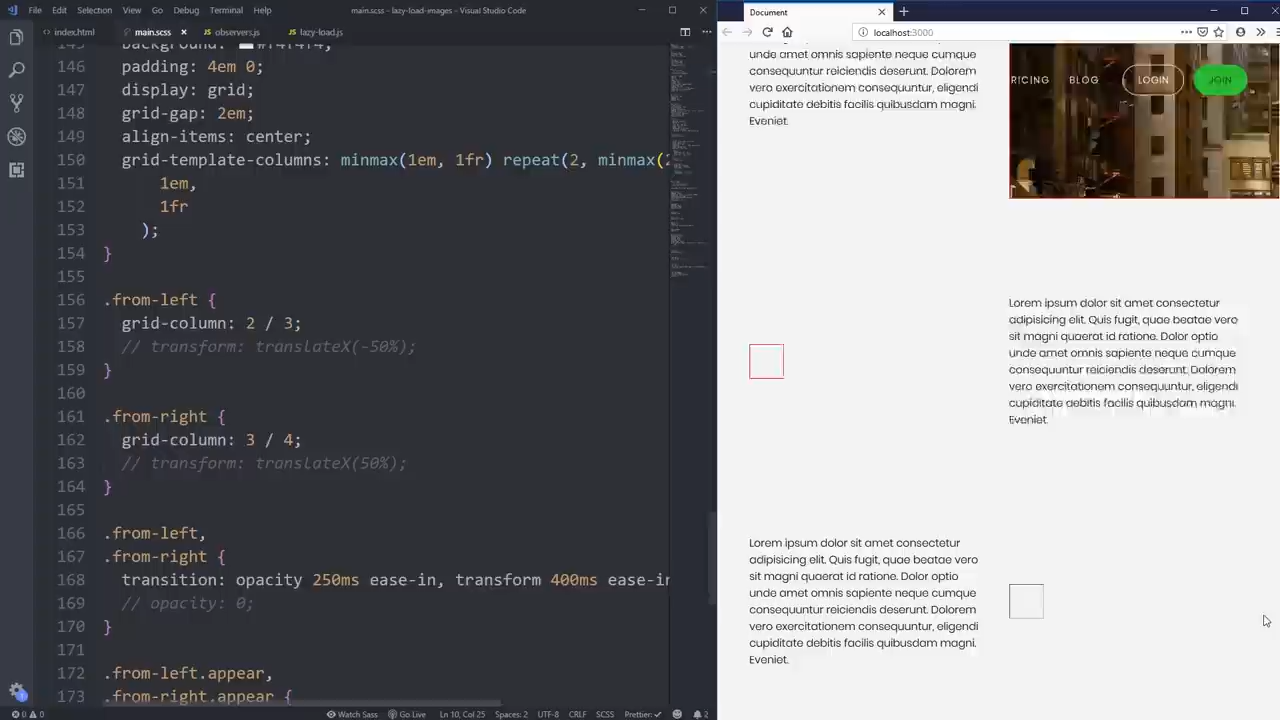 File Edit Selection View Go Debug Terminal Help
main.scss - lazy-load-images - Visual Studio Code
index.html main.scss observers.js lazy-load.js
background: #f4f4f4;
146 padding: 4em 0;
147 display: grid;
148 grid-gap: 2em;
149 align-items: center;
150 grid-template-columns: minmax(1em, 1fr) repeat(2, minmax(
151 1em,
152 1fr
153 );
154 }
155
156 .from-left {
157 grid-column: 2 / 3;
158 // transform: translateX(-50%);
159 }
160
161 .from-right {
162 grid-column: 3 / 4;
163 // transform: translateX(50%);
164 }
165
166 .from-left,
167 .from-right {
168 transition: opacity 250ms ease-in, transform 400ms ease-in
169 // opacity: 0;
170 }
171
172 .from-left.appear,
173 .from-right.appear {
0 0
Watch Sass Go Live Ln 10, Col 25 Spaces: 2 UTF-8 CRLF SCSS Prettier: ✓ 2
Document
localhost:3000
unde amet omnis sapiente neque cumque
consequuntur reiciendis deserunt. Dolorem
vero exercitationem consequuntur, eligendi
cupiditate debitis facilis quibusdam magni.
Eveniet.
RICING BLOG LOGIN JOIN
Lorem ipsum dolor sit amet consectetur
adipisicing elit. Quis fugit, quae beatae vero
sit magni quaerat id ratione. Dolor optio
unde amet omnis sapiente neque cumque
consequuntur reiciendis deserunt. Dolorem
vero exercitationem consequuntur, eligendi
cupiditate debitis facilis quibusdam magni.
Eveniet.
Lorem ipsum dolor sit amet consectetur
adipisicing elit. Quis fugit, quae beatae vero
sit magni quaerat id ratione. Dolor optio
unde amet omnis sapiente neque cumque
consequuntur reiciendis deserunt. Dolorem
vero exercitationem consequuntur, eligendi
cupiditate debitis facilis quibusdam magni.
Eveniet.